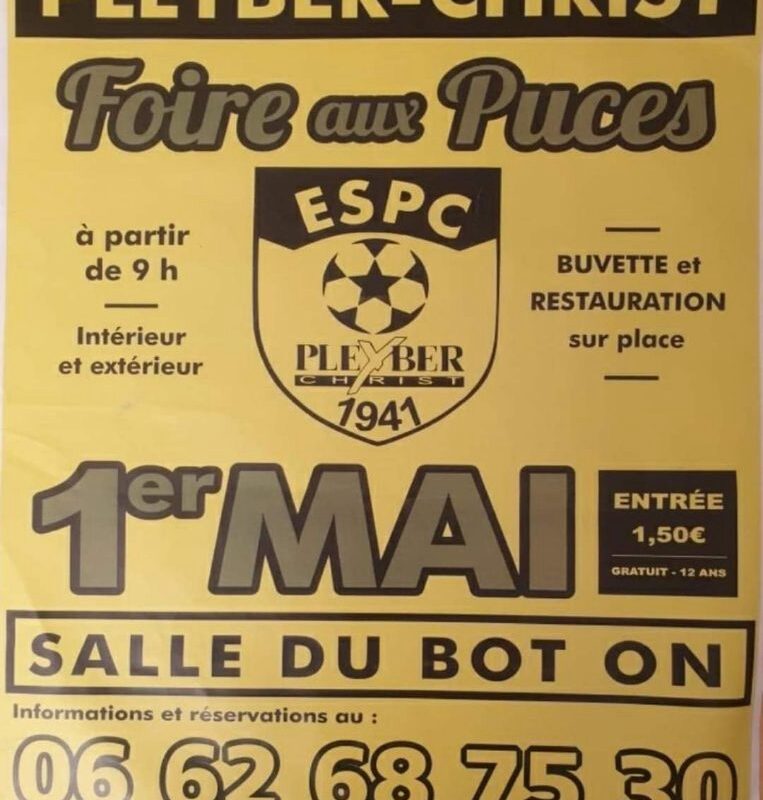 PLEYBER-CHRIST
Foire aux Puces
ESPC
à partir
de 9 h
Intérieur
et extérieur
BUVETTE et
RESTAURATION
sur place
PLEYBER
CHRIST
1941
1er MAI
ENTRÉE
1,50€
GRATUIT - 12 ANS
SALLE DU BOT ON
Informations et réservations au :
06 62 68 75 30